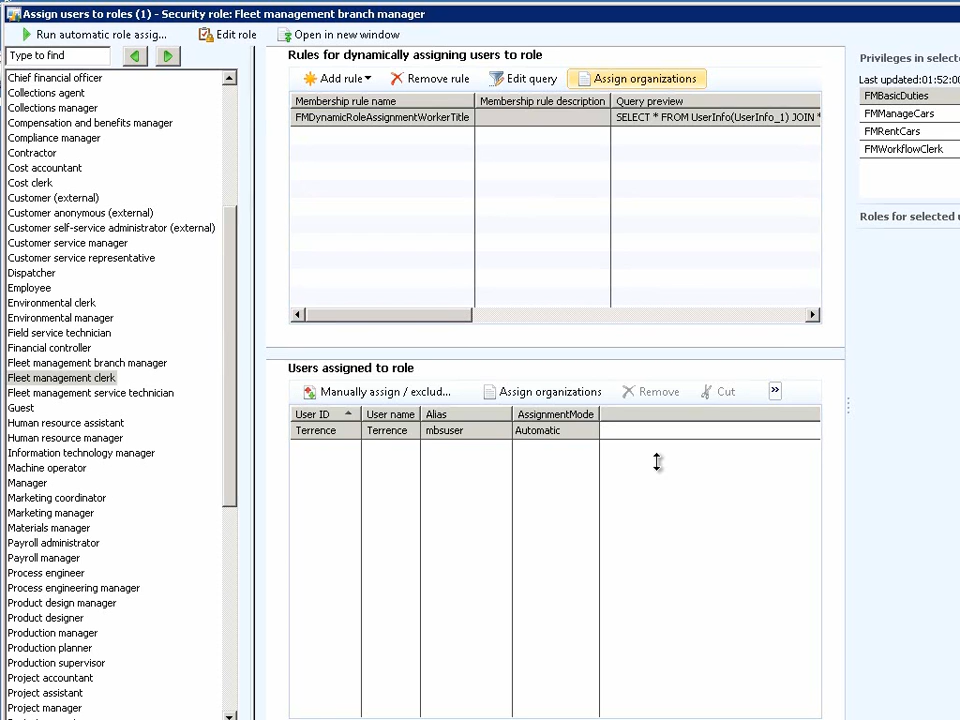 Assign users to roles (1) - Security role: Fleet management branch manager
Run automatic role assig...
Edit role
Open in new window
Type to find
Chief financial officer
Collections agent
Collections manager
Compensation and benefits manager
Compliance manager
Contractor
Cost accountant
Cost clerk
Customer (external)
Customer anonymous (external)
Customer self-service administrator (external)
Customer service manager
Customer service representative
Dispatcher
Employee
Environmental clerk
Environmental manager
Field service technician
Financial controller
Fleet management branch manager
Fleet management clerk
Fleet management service technician
Guest
Human resource assistant
Human resource manager
Information technology manager
Machine operator
Manager
Marketing coordinator
Marketing manager
Materials manager
Payroll administrator
Payroll manager
Process engineer
Process engineering manager
Product design manager
Product designer
Production manager
Production planner
Production supervisor
Project accountant
Project assistant
Project manager
Rules for dynamically assigning users to role
Add rule
Remove rule
Edit query
Assign organizations
Membership rule name
Membership rule description
Query preview
FMDynamicRoleAssignmentWorkerTitle
SELECT * FROM UserInfo(UserInfo_1) JOIN *
Users assigned to role
Manually assign / exclud...
Assign organizations
Remove
Cut
»
User ID
User name
Alias
AssignmentMode
Terrence
Terrence
mbsuser
Automatic
Privileges in selecte
Last updated:01:52:00
FMBasicDuties
FMManageCars
FMRentCars
FMWorkflowClerk
Roles for selected